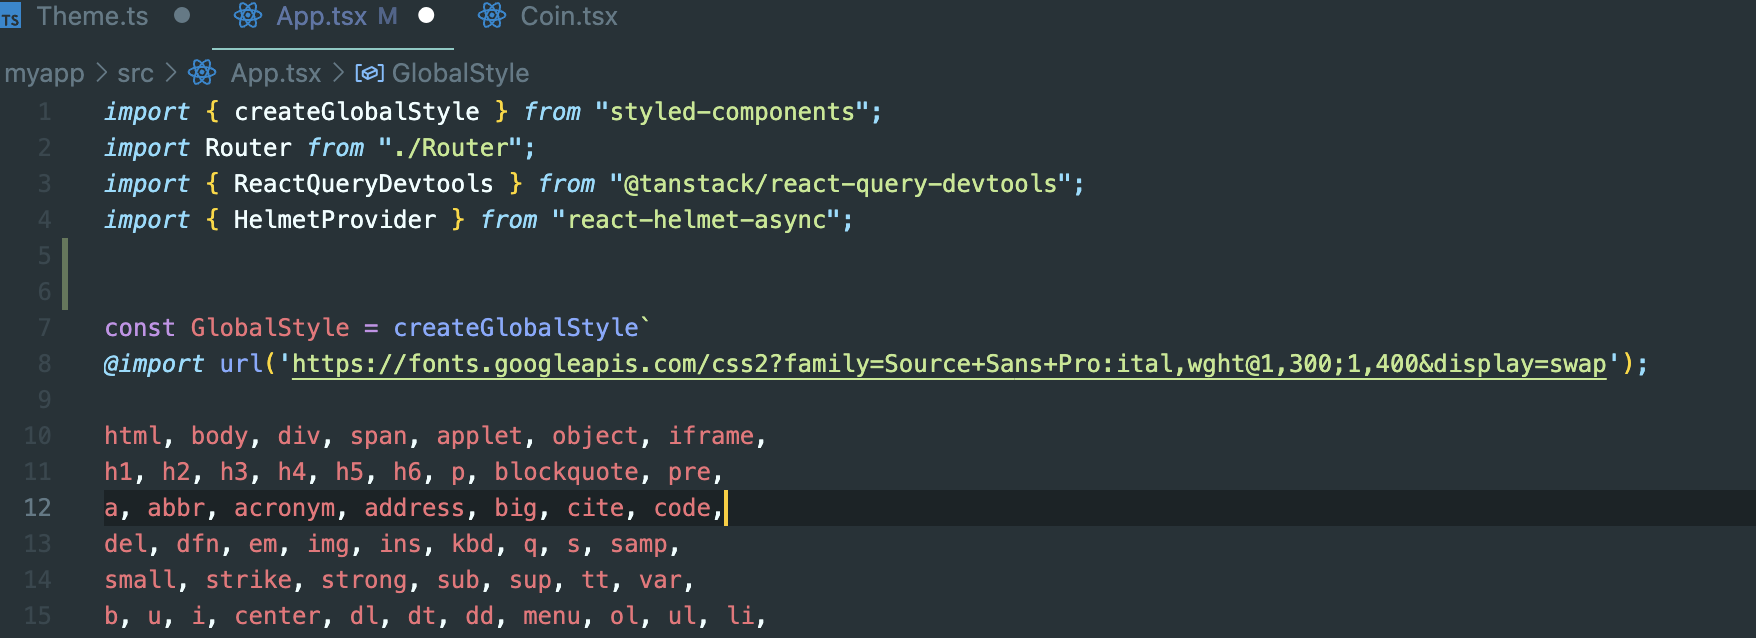 TS Theme.ts App.tsx M Coin.tsx
myapp > src > App.tsx > GlobalStyle
1 import { createGlobalStyle } from "styled-components";
2 import Router from "./Router";
3 import { ReactQueryDevtools } from "@tanstack/react-query-devtools";
4 import { HelmetProvider } from "react-helmet-async";
5
6
7 const GlobalStyle = createGlobalStyle`
8 @import url('https://fonts.googleapis.com/css2?family=Source+Sans+Pro:ital,wght@1,300;1,400&display=swap');
9
10 html, body, div, span, applet, object, iframe,
11 h1, h2, h3, h4, h5, h6, p, blockquote, pre,
12 a, abbr, acronym, address, big, cite, code,
13 del, dfn, em, img, ins, kbd, q, s, samp,
14 small, strike, strong, sub, sup, tt, var,
15 b, u, i, center, dl, dt, dd, menu, ol, ul, li,